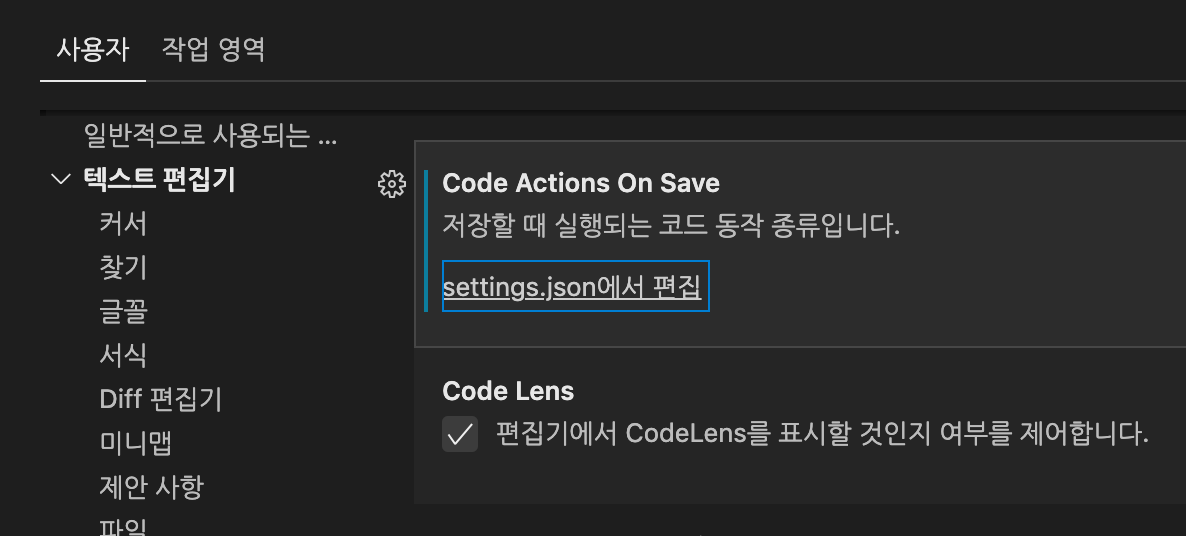 사용자 작업 영역
일반적으로 사용되는 ...
텍스트 편집기
커서
찾기
글꼴
서식
Diff 편집기
미니맵
제안 사항
파일
Code Actions On Save
저장할 때 실행되는 코드 동작 종류입니다.
settings.json에서 편집
Code Lens
편집기에서 CodeLens를 표시할 것인지 여부를 제어합니다.